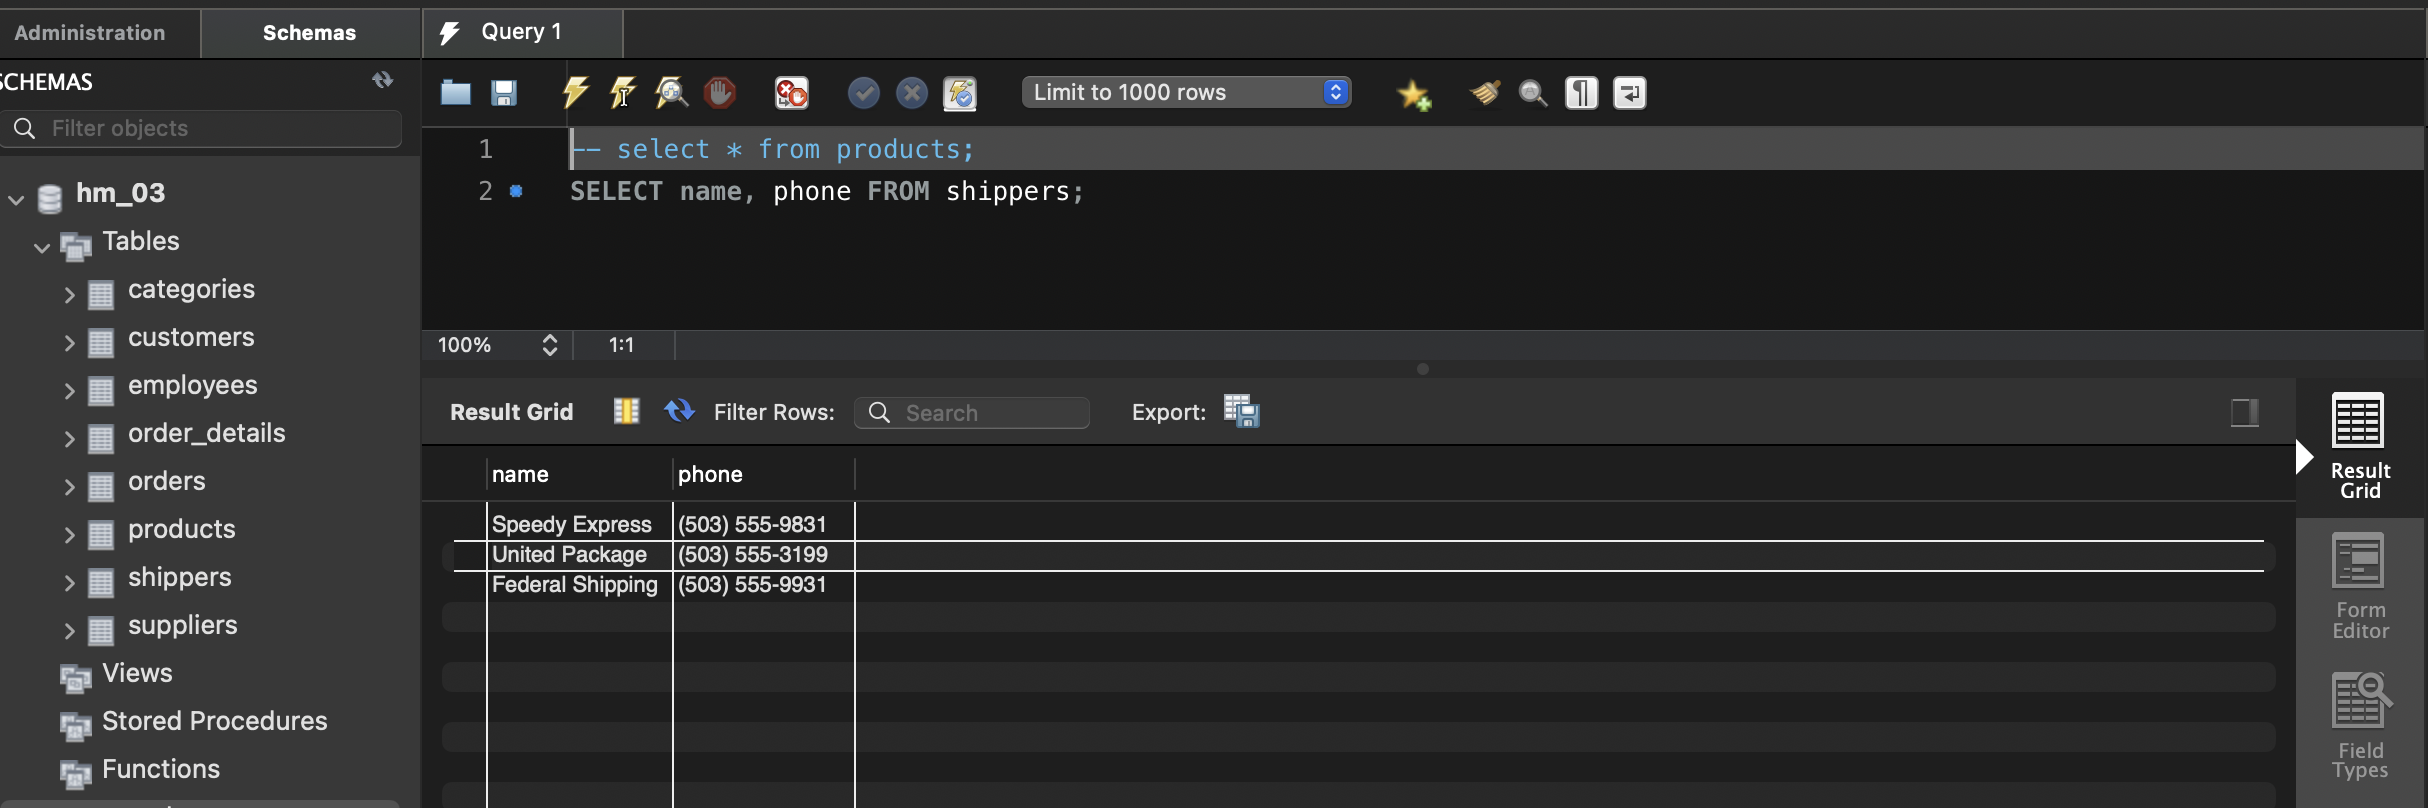 Administration
Schemas
Query 1
SCHEMAS
Filter objects
Limit to 1000 rows
1 -- select * from products;
2 SELECT name, phone FROM shippers;
hm_03
Tables
categories
customers
employees
order_details
orders
products
shippers
suppliers
Views
Stored Procedures
Functions
100% 1:1
Result Grid
Filter Rows:
Search
Export:
name phone
Speedy Express (503) 555-9831
United Package (503) 555-3199
Federal Shipping (503) 555-9931
Result
Grid
Form
Editor
Field
Types